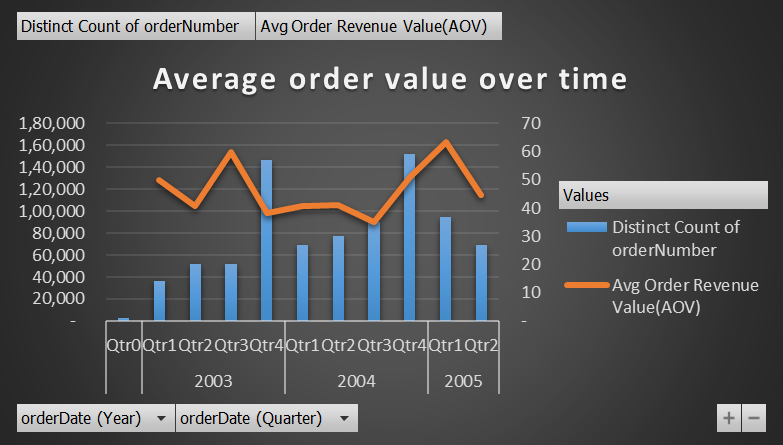 Distinct Count of orderNumber Avg Order Revenue Value(AOV)
Average order value over time
1,80,000
1,60,000
1,40,000
1,20,000
1,00,000
80,000
60,000
40,000
20,000
-
70
60
50
40
30
20
10
-
Qtr0 Qtr1 Qtr2 Qtr3 Qtr4 Qtr1 Qtr2 Qtr3 Qtr4 Qtr1 Qtr2
2003 2004 2005
Values
Distinct Count of
orderNumber
Avg Order Revenue
Value(AOV)
orderDate (Year) orderDate (Quarter)
+ -